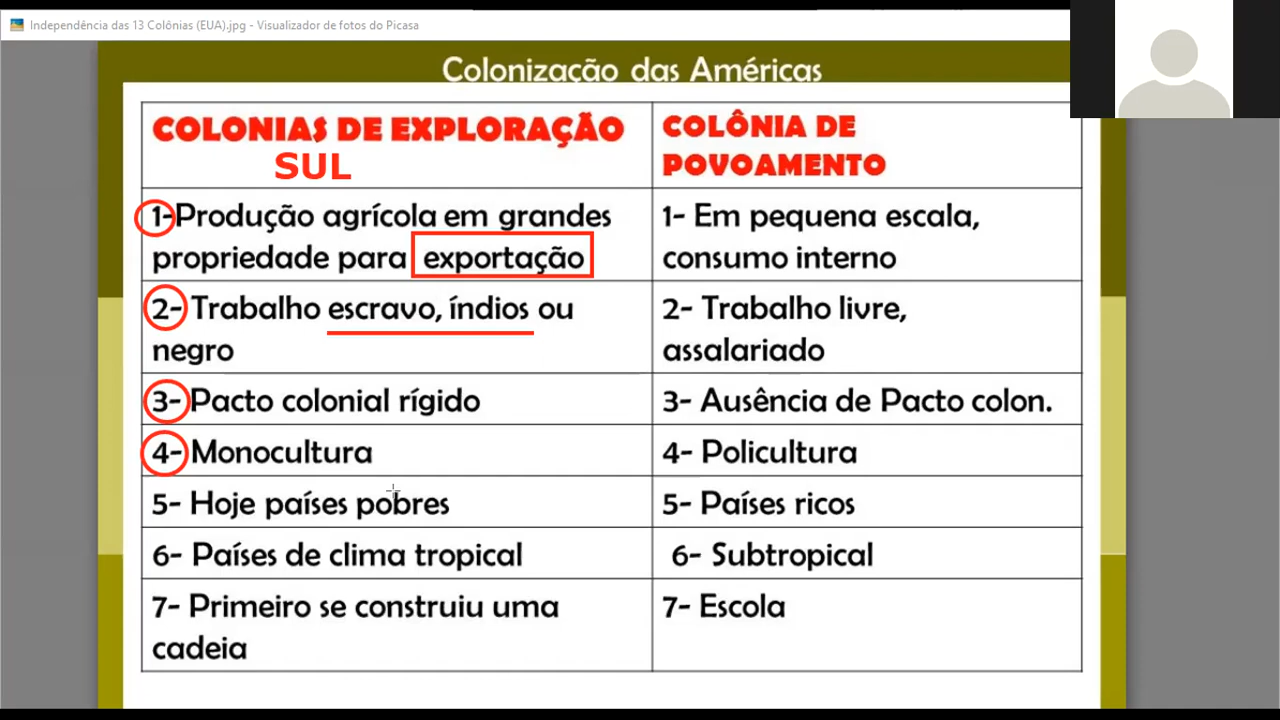 Independência das 13 Colônias (EUA).jpg - Visualizador de fotos do Picasa
Colonização das Américas
COLONIAS DE EXPLORAÇÃO
SUL
COLÔNIA DE
POVOAMENTO
1-Produção agrícola em grandes
propriedade para exportação
1- Em pequena escala,
consumo interno
2- Trabalho escravo, índios ou
negro
2- Trabalho livre,
assalariado
3- Pacto colonial rígido
3- Ausência de Pacto colon.
4- Monocultura
4- Policultura
5- Hoje países pobres
5- Países ricos
6- Países de clima tropical
6- Subtropical
7- Primeiro se construiu uma
cadeia
7- Escola